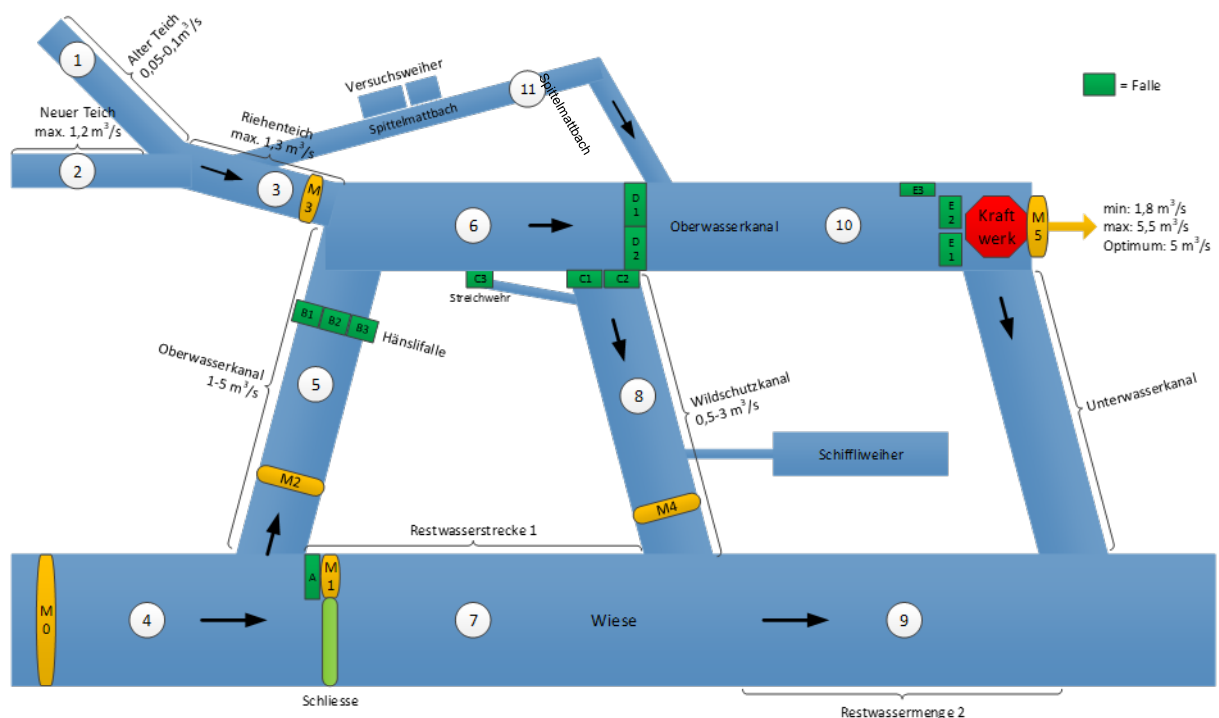 1
Alter Teich
0,05-0,1m³/s
Neuer Teich
max. 1,2 m³/s
2
Riehenteich
max. 1,3 m³/s
3
M
3
Versuchsweiher
Spittelmattbach
11
Spittelmattbach
= Falle
6
D
1
D
2
Oberwasserkanal
10
E3
E
2
E
1
Kraft
werk
M
5
min: 1,8 m³/s
max: 5,5 m³/s
Optimum: 5 m³/s
C3
Streichwehr
C1
C2
B1
B2
B3
Hänslifalle
Oberwasserkanal
1-5 m³/s
5
M2
8
Wildschutzkanal
0,5-3 m³/s
Schiffliweiher
M4
Unterwasserkanal
Restwasserstrecke 1
M
0
4
A
M
1
7
Wiese
9
Schliesse
Restwassermenge 2